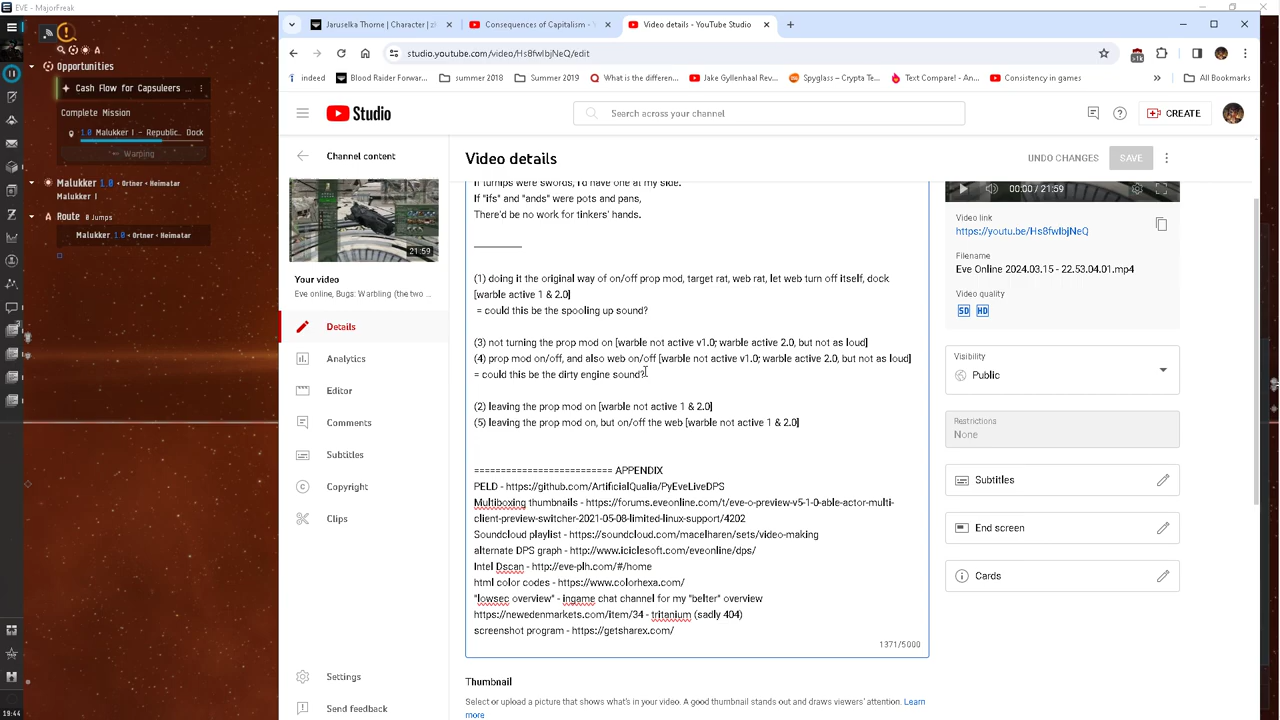 EVE - MajorFreak
A
Opportunities
Cash Flow for Capsuleers ...
Complete Mission
1.0 Malukker I - Republic... Dock
Warping
Malukker 1.0 < Ortner < Heimatar
Malukker I
A Route 0 Jumps
Malukker 1.0 < Ortner < Heimatar
19:44
Jaruselka Thorne | Character | zk
Consequences of Capitalism - Y
Video details - YouTube Studio
studio.youtube.com/video/Hs8fwIbjNeQ/edit
51k
indeed
Blood Raider Forwar...
summer 2018
Summer 2019
What is the differen...
Jake Gyllenhaal Rev...
Spyglass – Crypta Te...
Text Compare! - An...
Consistency in games
»
All Bookmarks
Studio
Search across your channel
CREATE
Channel content
21:59
Your video
Eve online, Bugs: Warbling (the two ...
Details
Analytics
Editor
Comments
Subtitles
Copyright
Clips
Settings
Send feedback
Video details
UNDO CHANGES
SAVE
If turnips were swords, I'd have one at my side.
If "ifs" and "ands" were pots and pans,
There'd be no work for tinkers' hands.
__________
(1) doing it the original way of on/off prop mod, target rat, web rat, let web turn off itself, dock
[warble active 1 & 2.0]
= could this be the spooling up sound?
(3) not turning the prop mod on [warble not active v1.0; warble active 2.0, but not as loud]
(4) prop mod on/off, and also web on/off [warble not active v1.0; warble active 2.0, but not as loud]
= could this be the dirty engine sound?
(2) leaving the prop mod on [warble not active 1 & 2.0]
(5) leaving the prop mod on, but on/off the web [warble not active 1 & 2.0]
========================== APPENDIX
PELD - https://github.com/ArtificialQualia/PyEveLiveDPS
Multiboxing thumbnails - https://forums.eveonline.com/t/eve-o-preview-v5-1-0-able-actor-multi-
client-preview-switcher-2021-05-08-limited-linux-support/4202
Soundcloud playlist - https://soundcloud.com/macelharen/sets/video-making
alternate DPS graph - http://www.iciclesoft.com/eveonline/dps/
Intel Dscan - http://eve-plh.com/#/home
html color codes - https://www.colorhexa.com/
"lowsec overview" - ingame chat channel for my "belter" overview
https://newedenmarkets.com/item/34 - tritanium (sadly 404)
screenshot program - https://getsharex.com/
1371/5000
Thumbnail
Select or upload a picture that shows what's in your video. A good thumbnail stands out and draws viewers' attention. Learn
more
00:00 / 21:59
Video link
https://youtu.be/Hs8fwIbjNeQ
Filename
Eve Online 2024.03.15 - 22.53.04.01.mp4
Video quality
SD HD
Visibility
Public
Restrictions
None
Subtitles
End screen
Cards